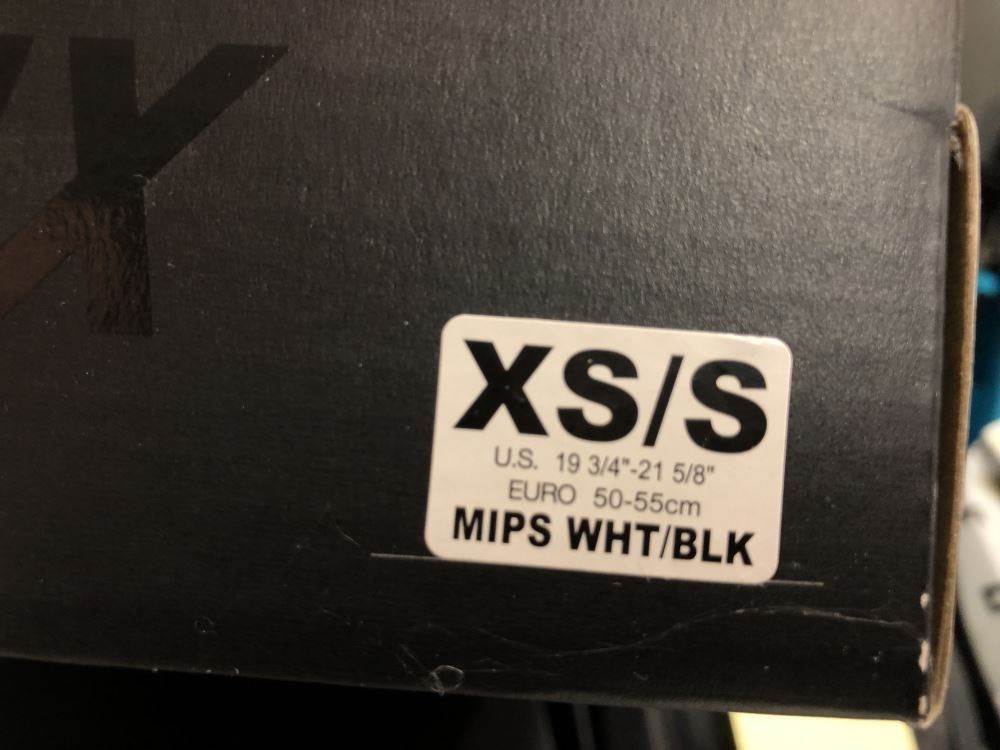 XS/S
U.S. 19 3/4"-21 5/8"
EURO 50-55cm
MIPS WHT/BLK